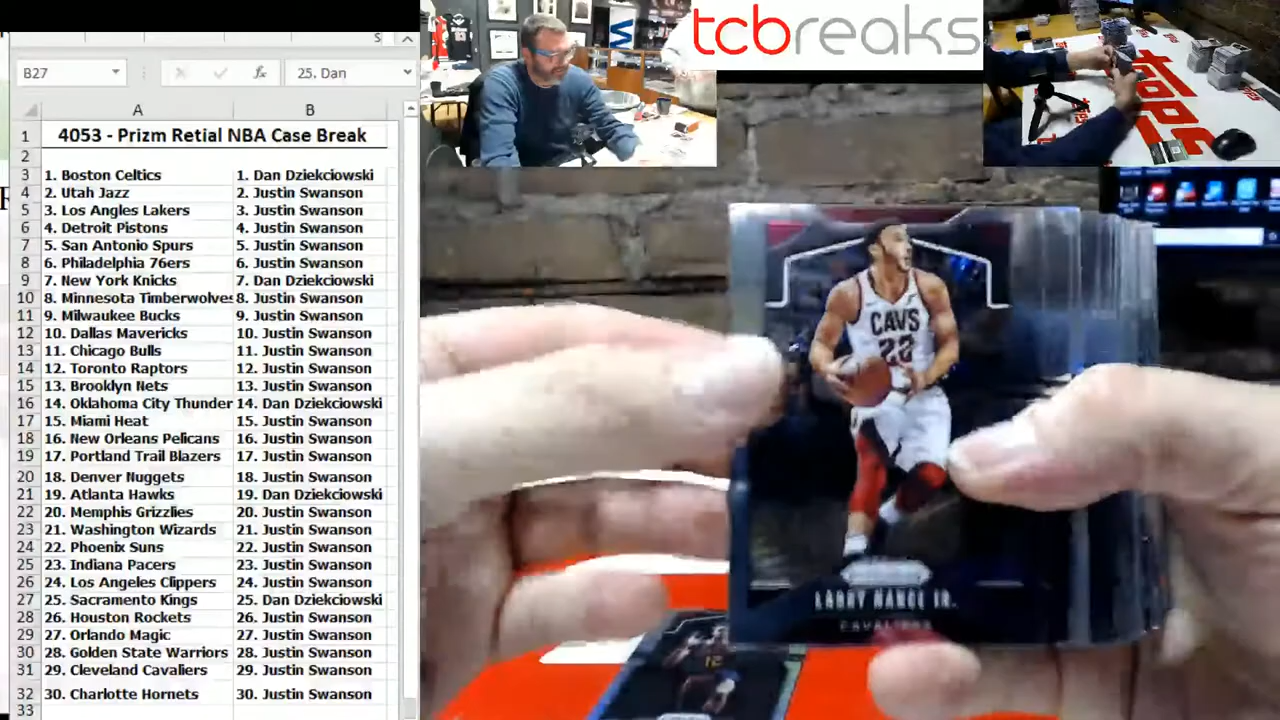 S
B27
fx
25. Dan
A B
1 4053 - Prizm Retial NBA Case Break
2
3 1. Boston Celtics 1. Dan Dziekciowski
4 2. Utah Jazz 2. Justin Swanson
5 3. Los Angles Lakers 3. Justin Swanson
6 4. Detroit Pistons 4. Justin Swanson
7 5. San Antonio Spurs 5. Justin Swanson
8 6. Philadelphia 76ers 6. Justin Swanson
9 7. New York Knicks 7. Dan Dziekciowski
10 8. Minnesota Timberwolves 8. Justin Swanson
11 9. Milwaukee Bucks 9. Justin Swanson
12 10. Dallas Mavericks 10. Justin Swanson
13 11. Chicago Bulls 11. Justin Swanson
14 12. Toronto Raptors 12. Justin Swanson
15 13. Brooklyn Nets 13. Justin Swanson
16 14. Oklahoma City Thunder 14. Dan Dziekciowski
17 15. Miami Heat 15. Justin Swanson
18 16. New Orleans Pelicans 16. Justin Swanson
19 17. Portland Trail Blazers 17. Justin Swanson
20 18. Denver Nuggets 18. Justin Swanson
21 19. Atlanta Hawks 19. Dan Dziekciowski
22 20. Memphis Grizzlies 20. Justin Swanson
23 21. Washington Wizards 21. Justin Swanson
24 22. Phoenix Suns 22. Justin Swanson
25 23. Indiana Pacers 23. Justin Swanson
26 24. Los Angeles Clippers 24. Justin Swanson
27 25. Sacramento Kings 25. Dan Dziekciowski
28 26. Houston Rockets 26. Justin Swanson
29 27. Orlando Magic 27. Justin Swanson
30 28. Golden State Warriors 28. Justin Swanson
31 29. Cleveland Cavaliers 29. Justin Swanson
32 30. Charlotte Hornets 30. Justin Swanson
33
tcbreaks
topps
CAVS
22
LARRY NANCE JR.
CAVALIERS
12